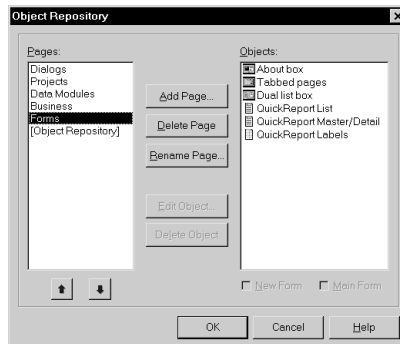 Object Repository
Pages:
Dialogs
Projects
Data Modules
Business
Forms
[Object Repository]
Add Page...
Delete Page
Rename Page...
Edit Object...
Delete Object
Objects:
About box
Tabbed pages
Dual list box
QuickReport List
QuickReport Master/Detail
QuickReport Labels
New Form Main Form
OK Cancel Help